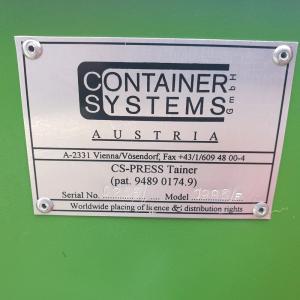 CONTAINER
SYSTEMS
GmbH
AUSTRIA
A-2331 Vienna/Vösendorf, Fax +43/1/609 48 00-4
CS-PRESS Tainer
(pat. 9489 0174.9)
Serial No. Model
Worldwide placing of licence & distribution rights